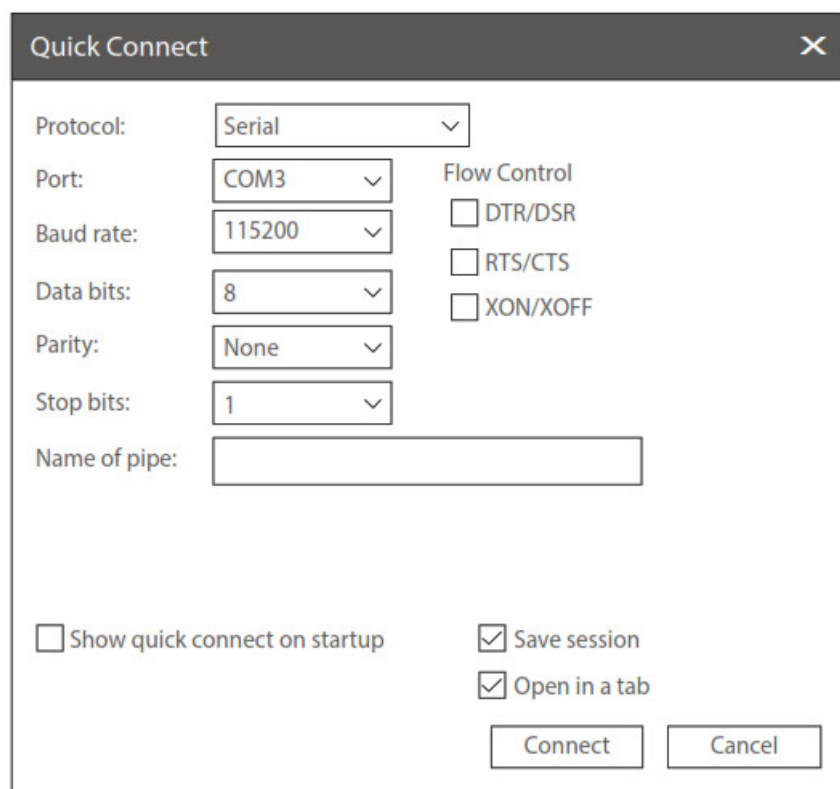 Quick Connect
Protocol: Serial
Port: COM3 Flow Control
DTR/DSR
Baud rate: 115200
RTS/CTS
Data bits: 8
XON/XOFF
Parity: None
Stop bits: 1
Name of pipe:
Show quick connect on startup Save session
Open in a tab
Connect Cancel